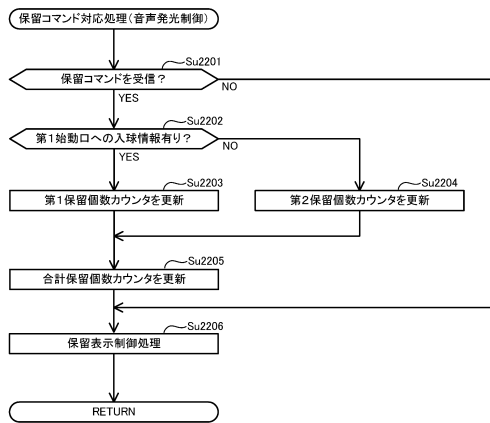 保留コマンド対応処理(音声発光制御)
Su2201
保留コマンドを受信?
NO
YES
Su2202
第1始動口への入球情報有り?
NO
YES
Su2203
第1保留個数カウンタを更新
Su2204
第2保留個数カウンタを更新
Su2205
合計保留個数カウンタを更新
Su2206
保留表示制御処理
RETURN